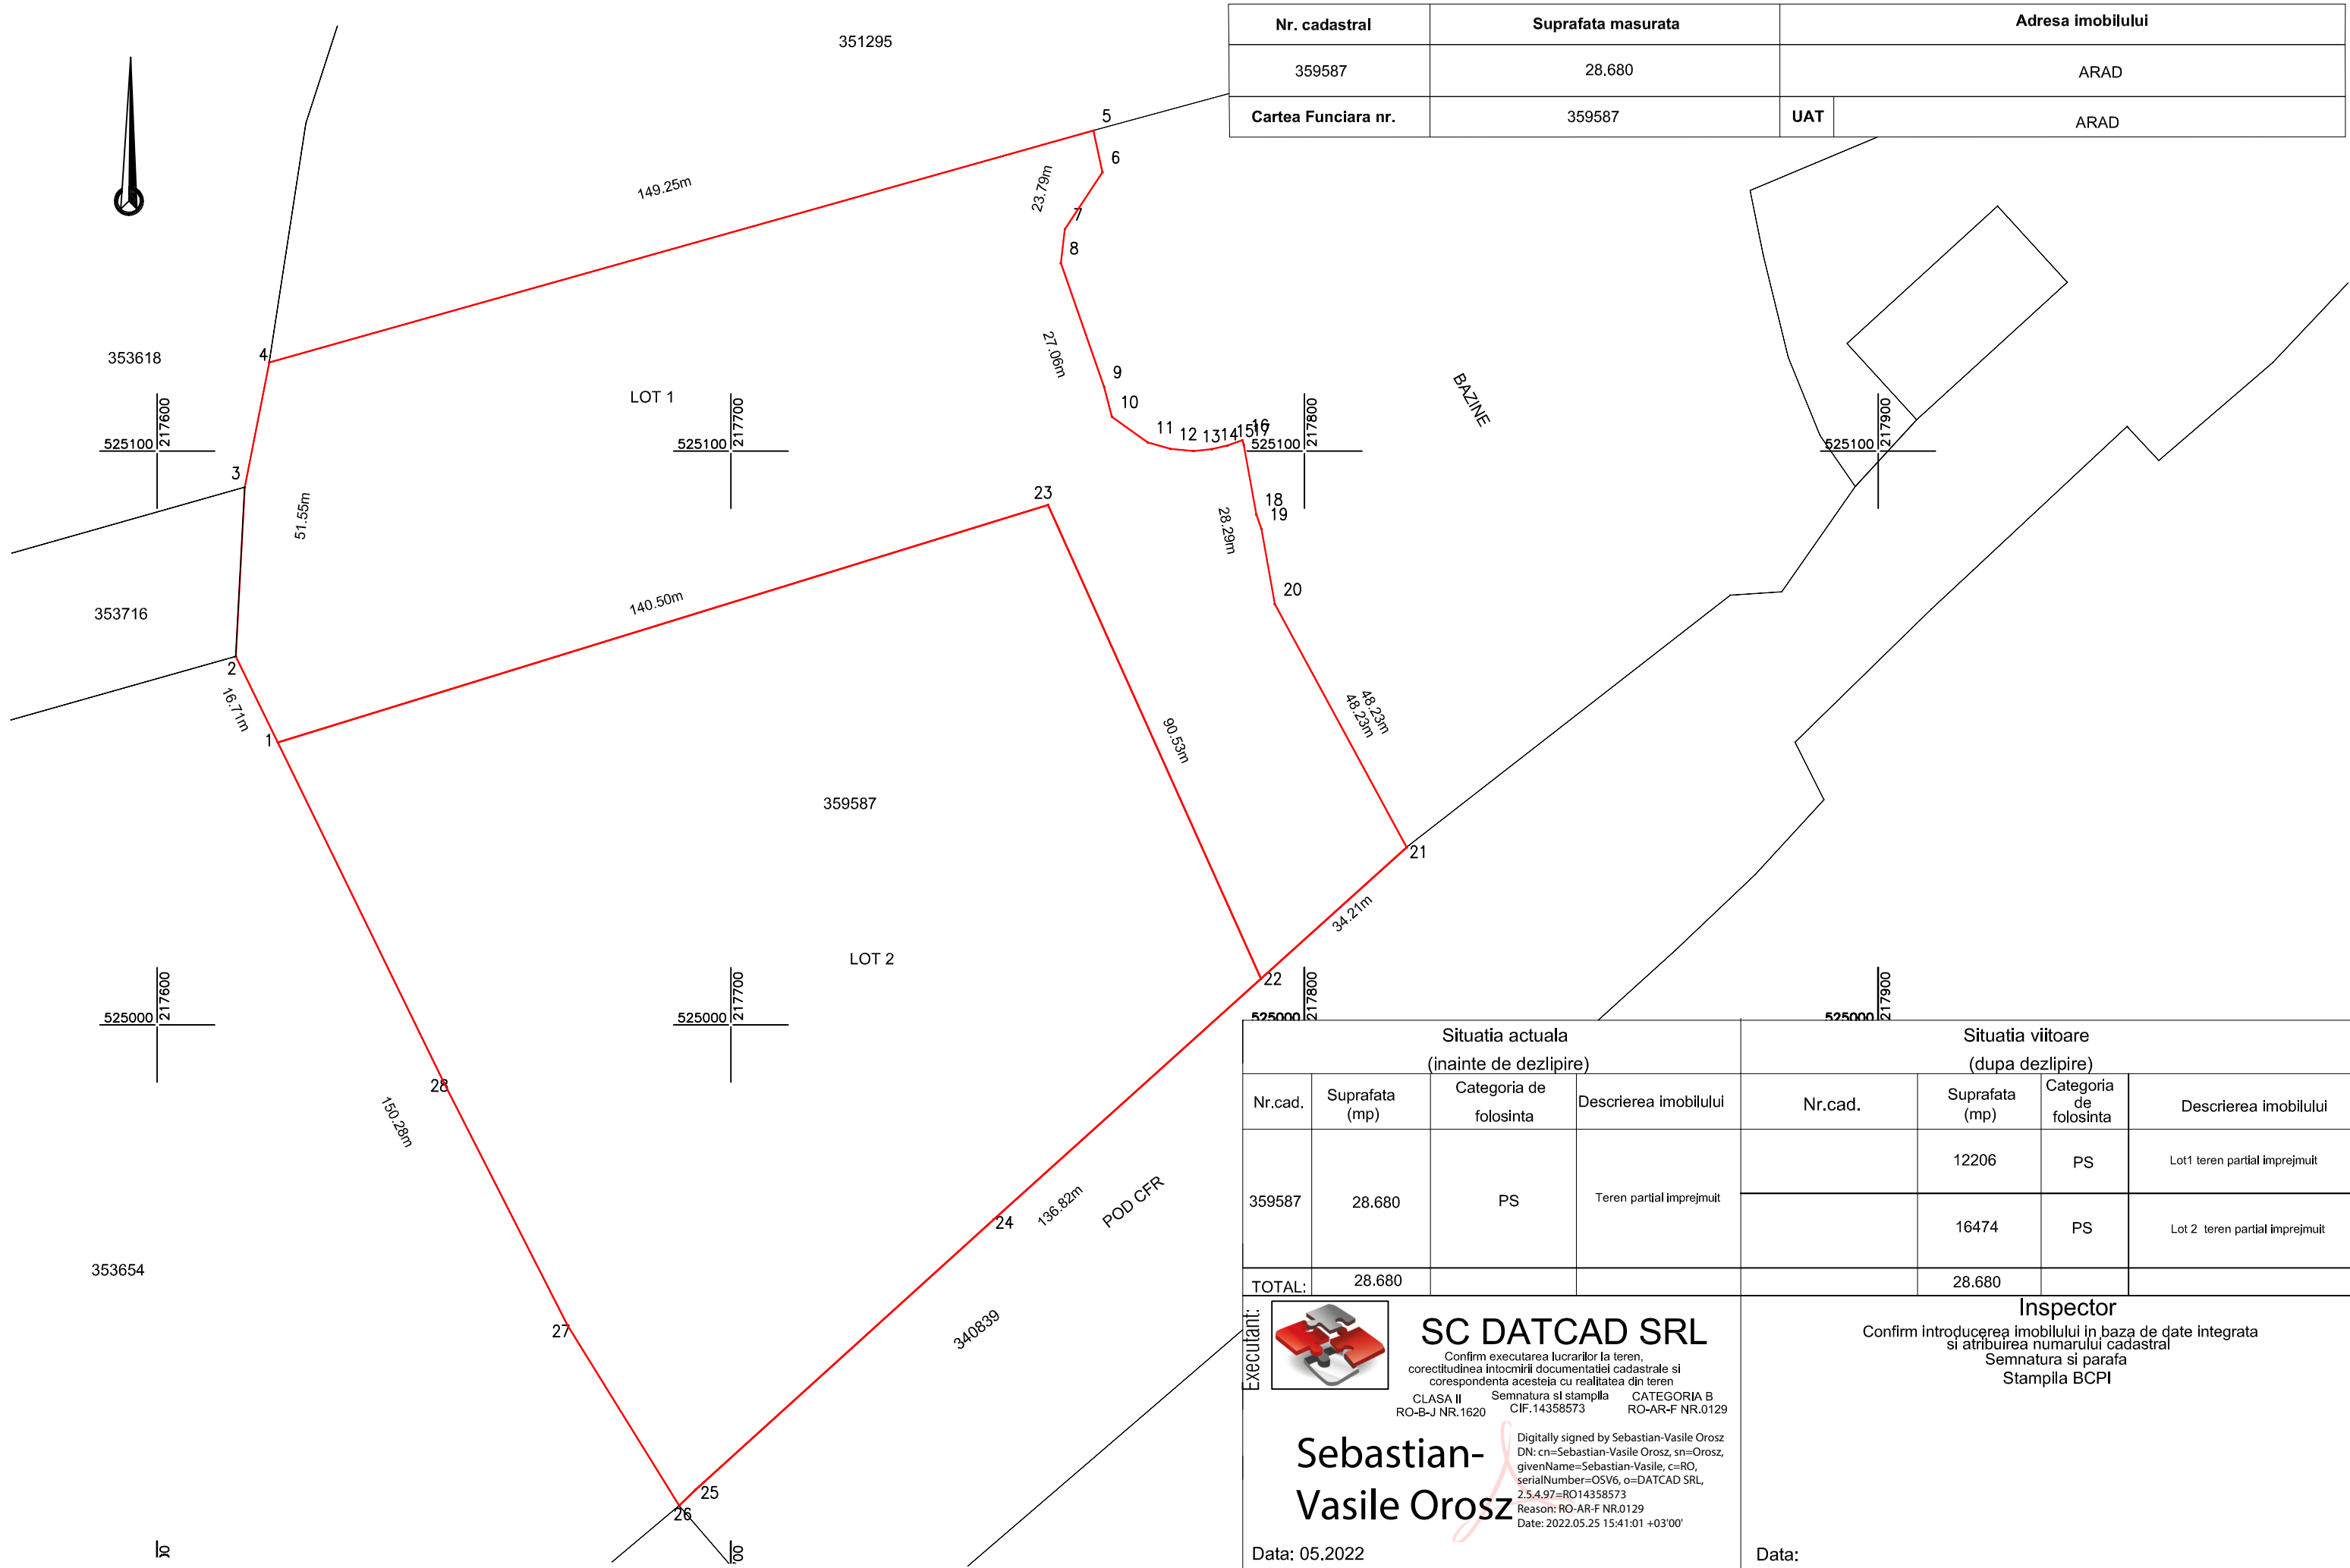 Nr. cadastral Suprafata masurata Adresa imobilului
359587 28.680 ARAD
Cartea Funciara nr. 359587 UAT ARAD
351295
5
6
149.25m
23.79m
7
8
353618
4
27.06m
9
10
LOT 1
BAZINE
525100 217600
525100 217700
11 12 13 14 15 16 17
525100 217800
525100 217900
3
51.55m
23
18
19
28.29m
20
353716
140.50m
2
16.71m
1
48.23m
48.23m
90.53m
359587
21
34.21m
LOT 2
22
525000 217600
525000 217700
525000 217800
525000 217900
28
150.28m
24
136.82m
POD CFR
353654
27
340839
25
26
00
Situatia actuala
(inainte de dezlipire)
Situatia viitoare
(dupa dezlipire)
Nr.cad. Suprafata (mp) Categoria de folosinta Descrierea imobilului Nr.cad. Suprafata (mp) Categoria de folosinta Descrierea imobilului
12206 PS Lot1 teren partial imprejmuit
359587 28.680 PS Teren partial imprejmuit
16474 PS Lot 2 teren partial imprejmuit
TOTAL: 28.680 28.680
Executant:
SC DATCAD SRL
Confirm executarea lucrarilor la teren,
corectitudinea intocmirii documentatiei cadastrale si
corespondenta acesteia cu realitatea din teren
CLASA II Semnatura si stampila CATEGORIA B
RO-B-J NR.1620 CIF.14358573 RO-AR-F NR.0129
Sebastian-
Vasile Orosz
Digitally signed by Sebastian-Vasile Orosz
DN: cn=Sebastian-Vasile Orosz, sn=Orosz,
givenName=Sebastian-Vasile, c=RO,
serialNumber=OSV6, o=DATCAD SRL,
2.5.4.97=RO14358573
Reason: RO-AR-F NR.0129
Date: 2022.05.25 15:41:01 +03'00'
Data: 05.2022
Inspector
Confirm introducerea imobilului in baza de date integrata
si atribuirea numarului cadastral
Semnatura si parafa
Stampila BCPI
Data: